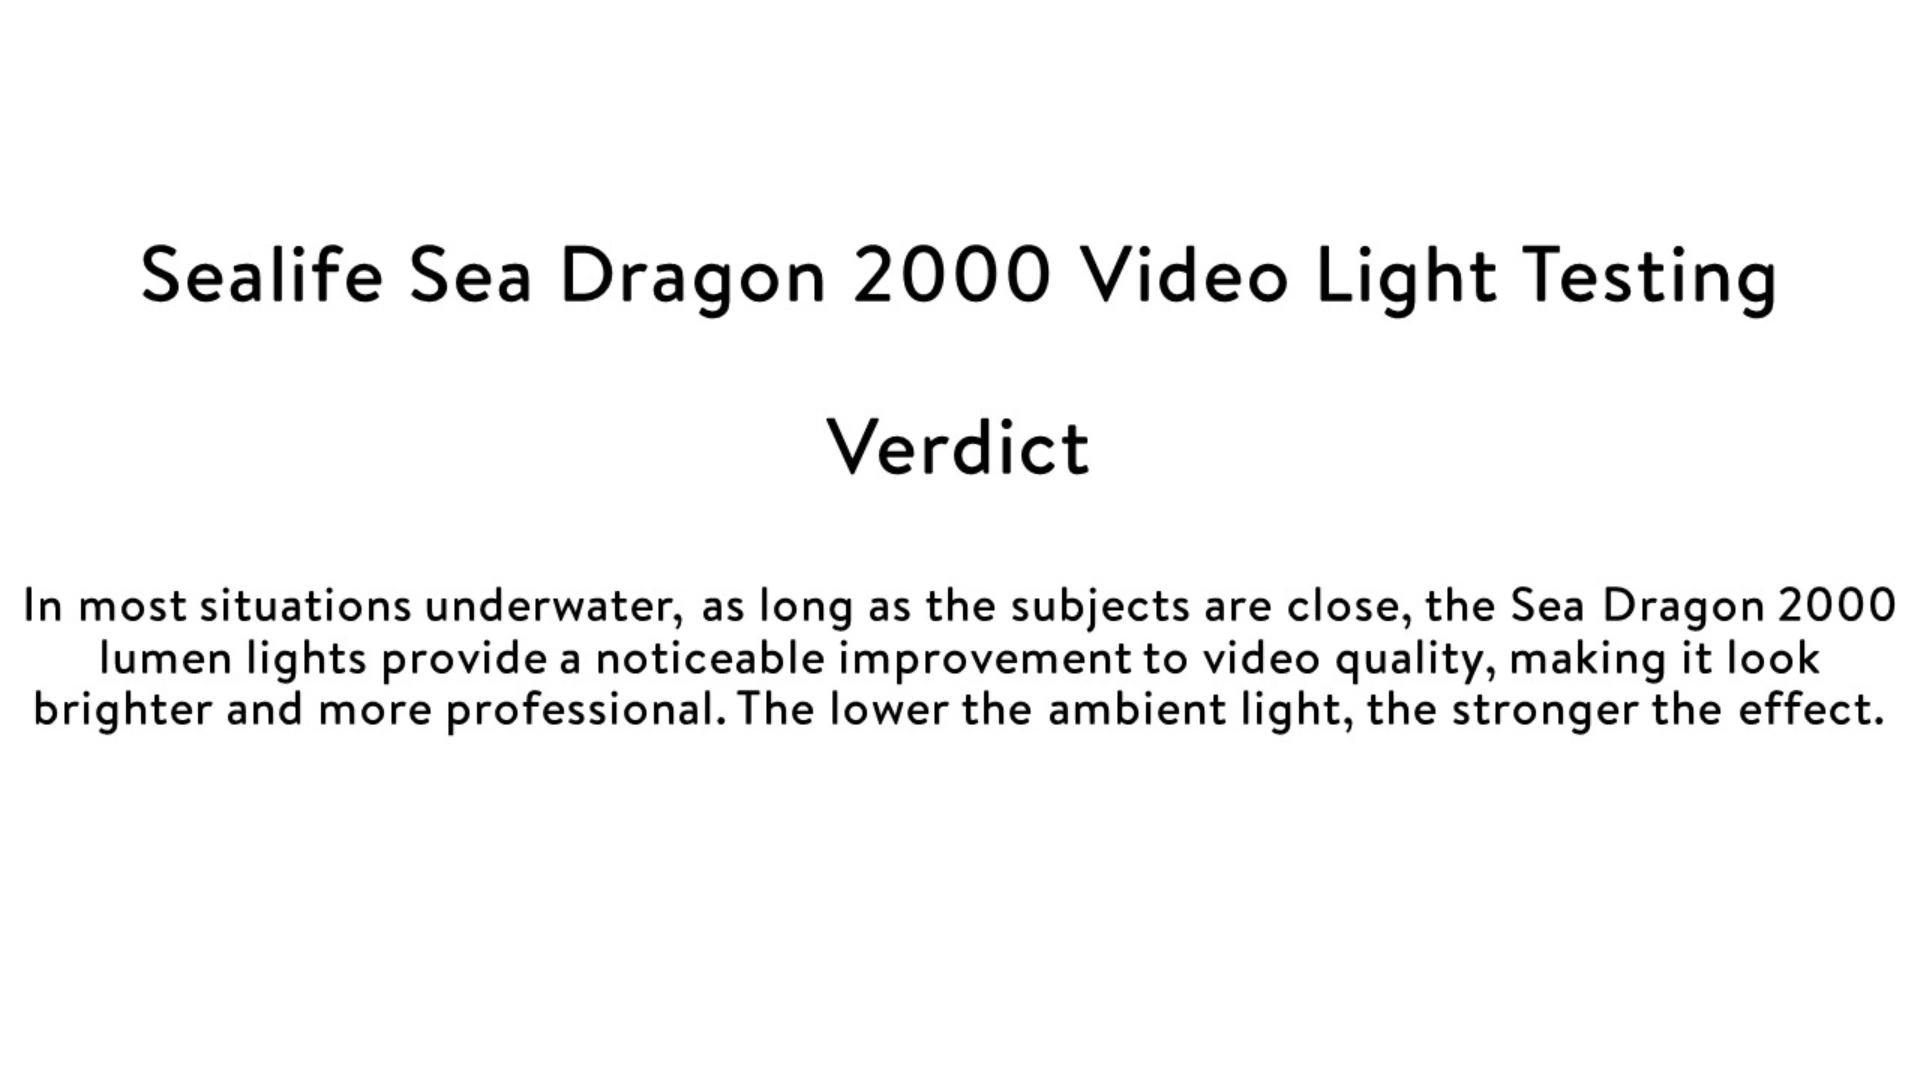 Sealife Sea Dragon 2000 Video Light Testing
Verdict
In most situations underwater, as long as the subjects are close, the Sea Dragon 2000
lumen lights provide a noticeable improvement to video quality, making it look
brighter and more professional. The lower the ambient light, the stronger the effect.